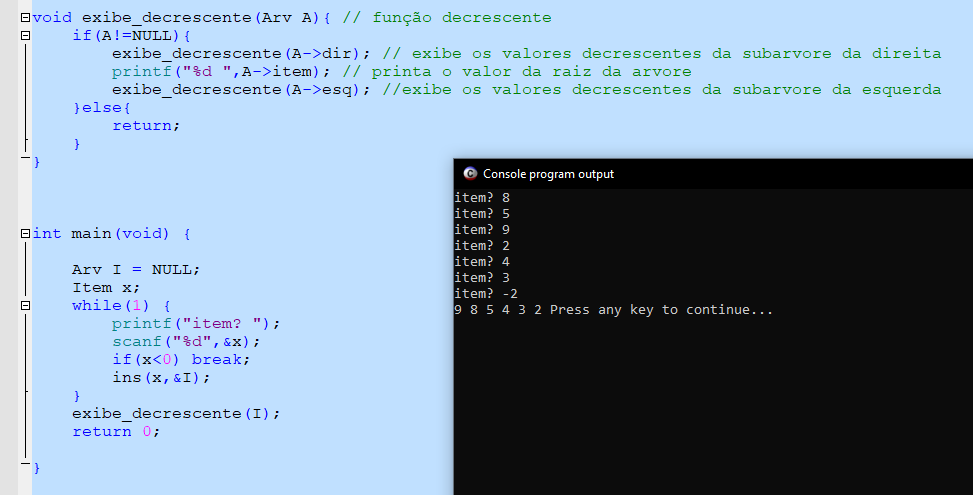 void exibe_decrescente(Arv A){ // função decrescente
    if(A!=NULL){
        exibe_decrescente(A->dir); // exibe os valores decrescentes da subarvore da direita
        printf("%d ",A->item); // printa o valor da raiz da arvore
        exibe_decrescente(A->esq); //exibe os valores decrescentes da subarvore da esquerda
    }else{
        return;
    }
}
int main(void) {
    Arv I = NULL;
    Item x;
    while(1) {
        printf("item? ");
        scanf("%d",&x);
        if(x<0) break;
        ins(x,&I);
    }
    exibe_decrescente(I);
    return 0;
}
Console program output
item? 8
item? 5
item? 9
item? 2
item? 4
item? 3
item? -2
9 8 5 4 3 2 Press any key to continue...